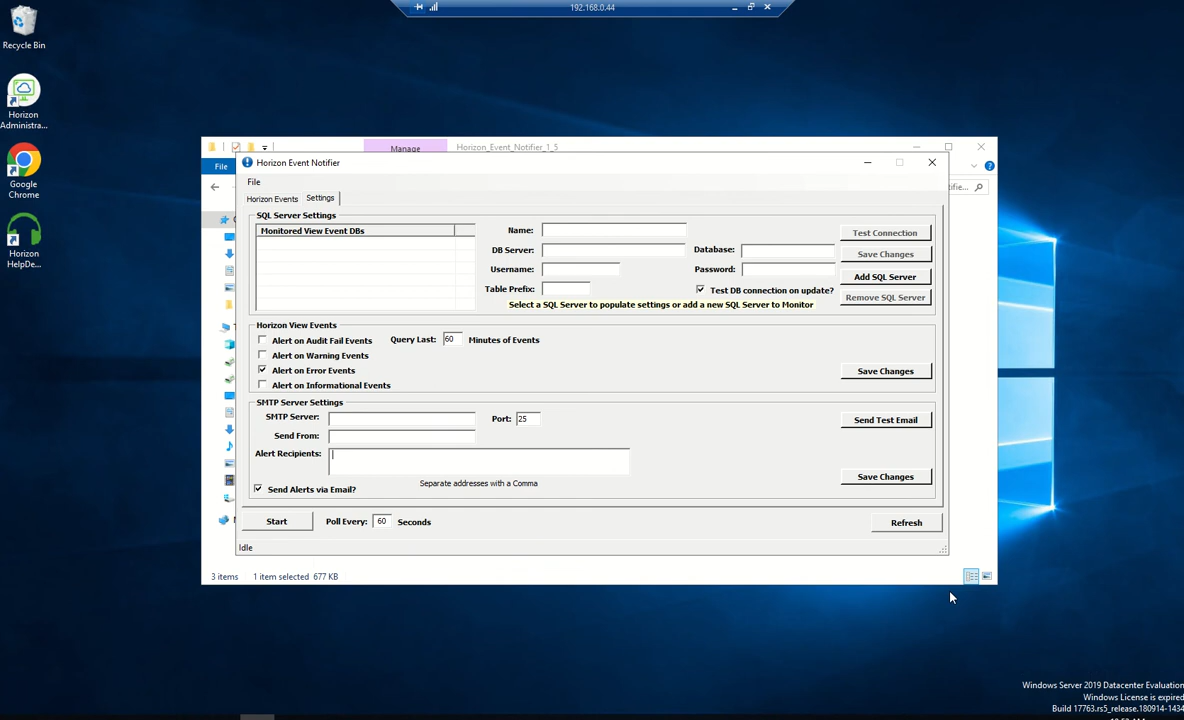 192.168.0.44
Recycle Bin
Horizon
Administra...
Google
Chrome
Horizon
HelpDe...
Manage
Horizon_Event_Notifier_1_5
File
Horizon Event Notifier
File
Horizon Events
Settings
SQL Server Settings
Monitored View Event DBs
Name:
DB Server:
Database:
Username:
Password:
Table Prefix:
Test DB connection on update?
Select a SQL Server to populate settings or add a new SQL Server to Monitor
Test Connection
Save Changes
Add SQL Server
Remove SQL Server
Horizon View Events
Alert on Audit Fail Events
Query Last: 60 Minutes of Events
Alert on Warning Events
Alert on Error Events
Alert on Informational Events
Save Changes
SMTP Server Settings
SMTP Server:
Port: 25
Send Test Email
Send From:
Alert Recipients:
Separate addresses with a Comma
Save Changes
Send Alerts via Email?
Start
Poll Every: 60 Seconds
Refresh
Idle
3 items
1 item selected 677 KB
Windows Server 2019 Datacenter Evaluation
Windows License is expired
Build 17763.rs5_release.180914-1434